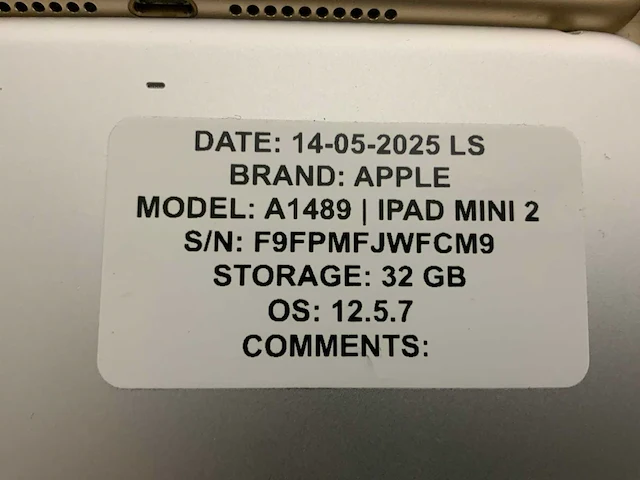 DATE: 14-05-2025 LS
BRAND: APPLE
MODEL: A1489 | IPAD MINI 2
S/N: F9FPMFJWFCM9
STORAGE: 32 GB
OS: 12.5.7
COMMENTS: